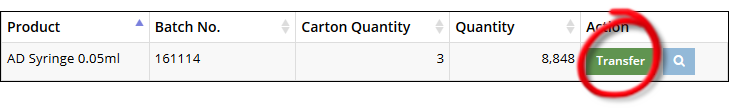 Product Batch No. Carton Quantity Quantity Action
AD Syringe 0.05ml 161114 3 8,848 Transfer